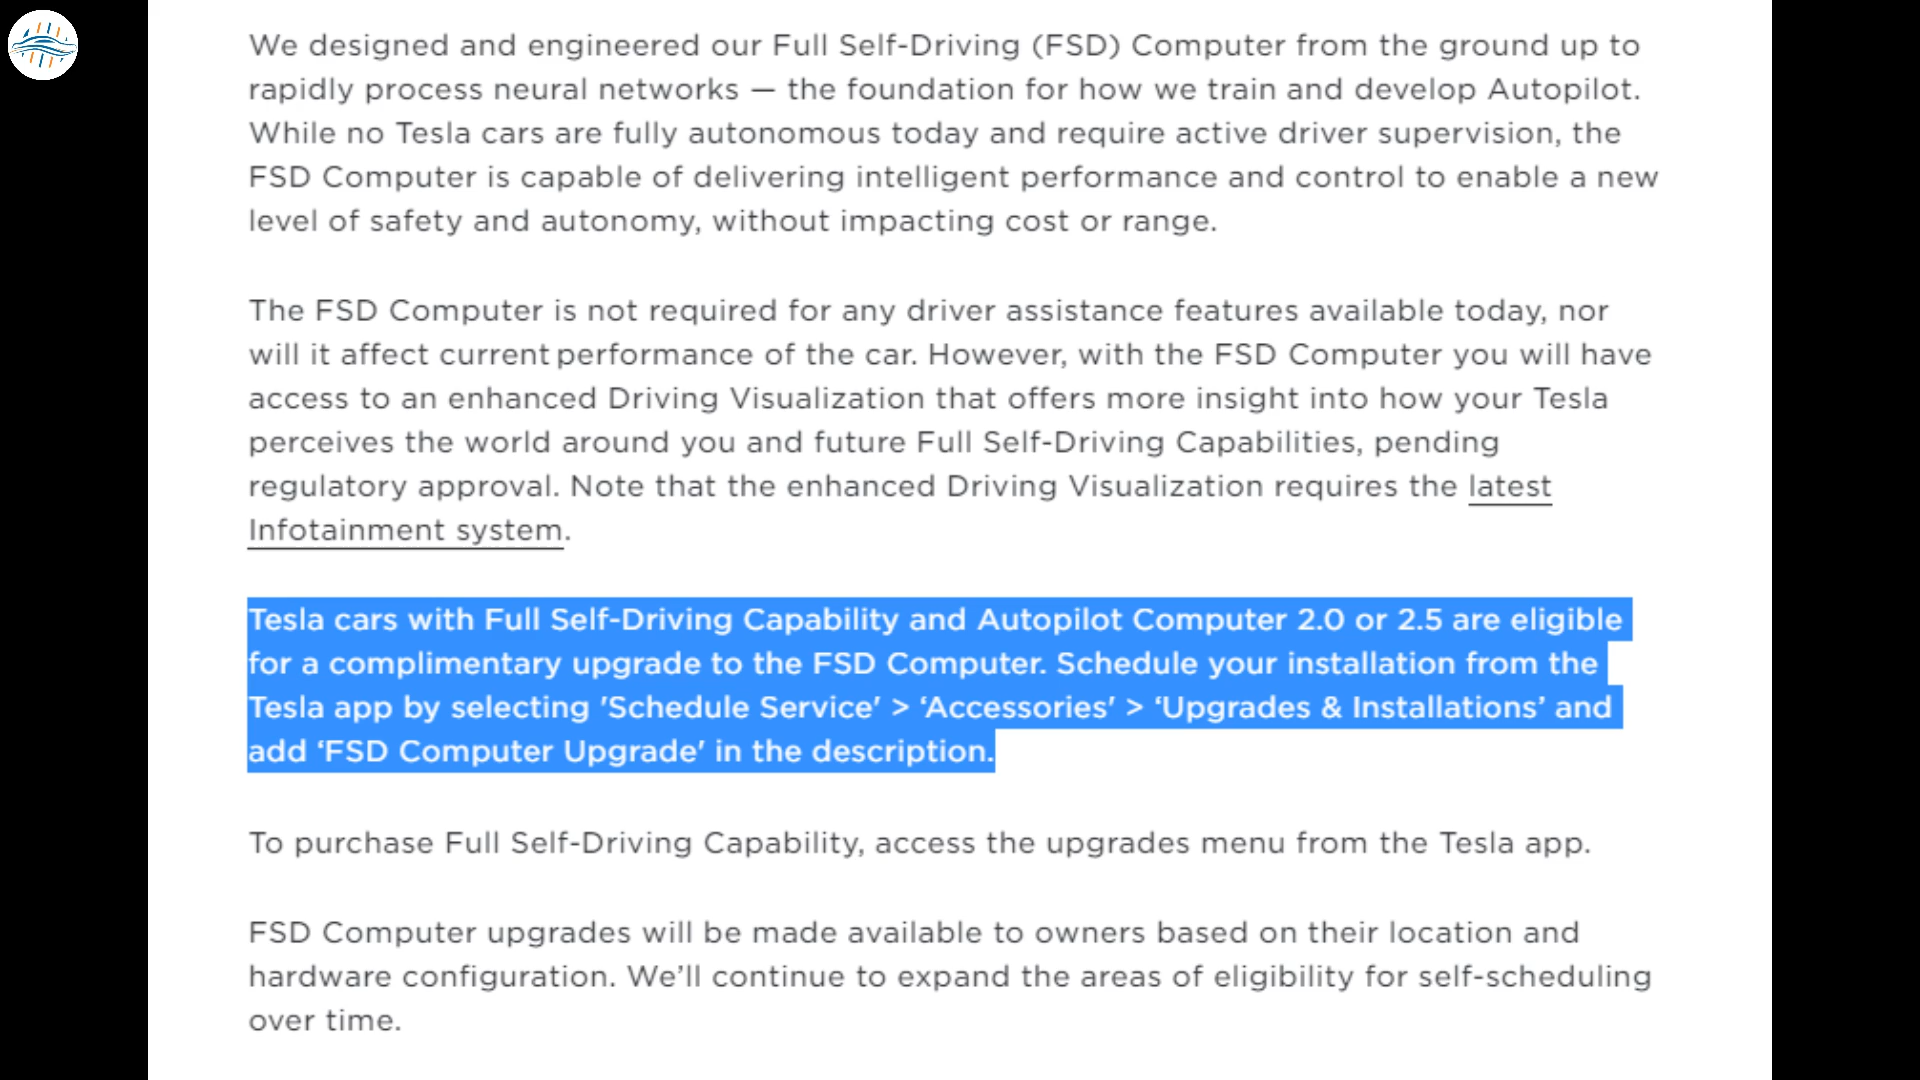 We designed and engineered our Full Self-Driving (FSD) Computer from the ground up to
rapidly process neural networks — the foundation for how we train and develop Autopilot.
While no Tesla cars are fully autonomous today and require active driver supervision, the
FSD Computer is capable of delivering intelligent performance and control to enable a new
level of safety and autonomy, without impacting cost or range.
The FSD Computer is not required for any driver assistance features available today, nor
will it affect current performance of the car. However, with the FSD Computer you will have
access to an enhanced Driving Visualization that offers more insight into how your Tesla
perceives the world around you and future Full Self-Driving Capabilities, pending
regulatory approval. Note that the enhanced Driving Visualization requires the latest
Infotainment system.
Tesla cars with Full Self-Driving Capability and Autopilot Computer 2.0 or 2.5 are eligible
for a complimentary upgrade to the FSD Computer. Schedule your installation from the
Tesla app by selecting 'Schedule Service' > ‘Accessories’ > ‘Upgrades & Installations’ and
add ‘FSD Computer Upgrade’ in the description.
To purchase Full Self-Driving Capability, access the upgrades menu from the Tesla app.
FSD Computer upgrades will be made available to owners based on their location and
hardware configuration. We’ll continue to expand the areas of eligibility for self-scheduling
over time.